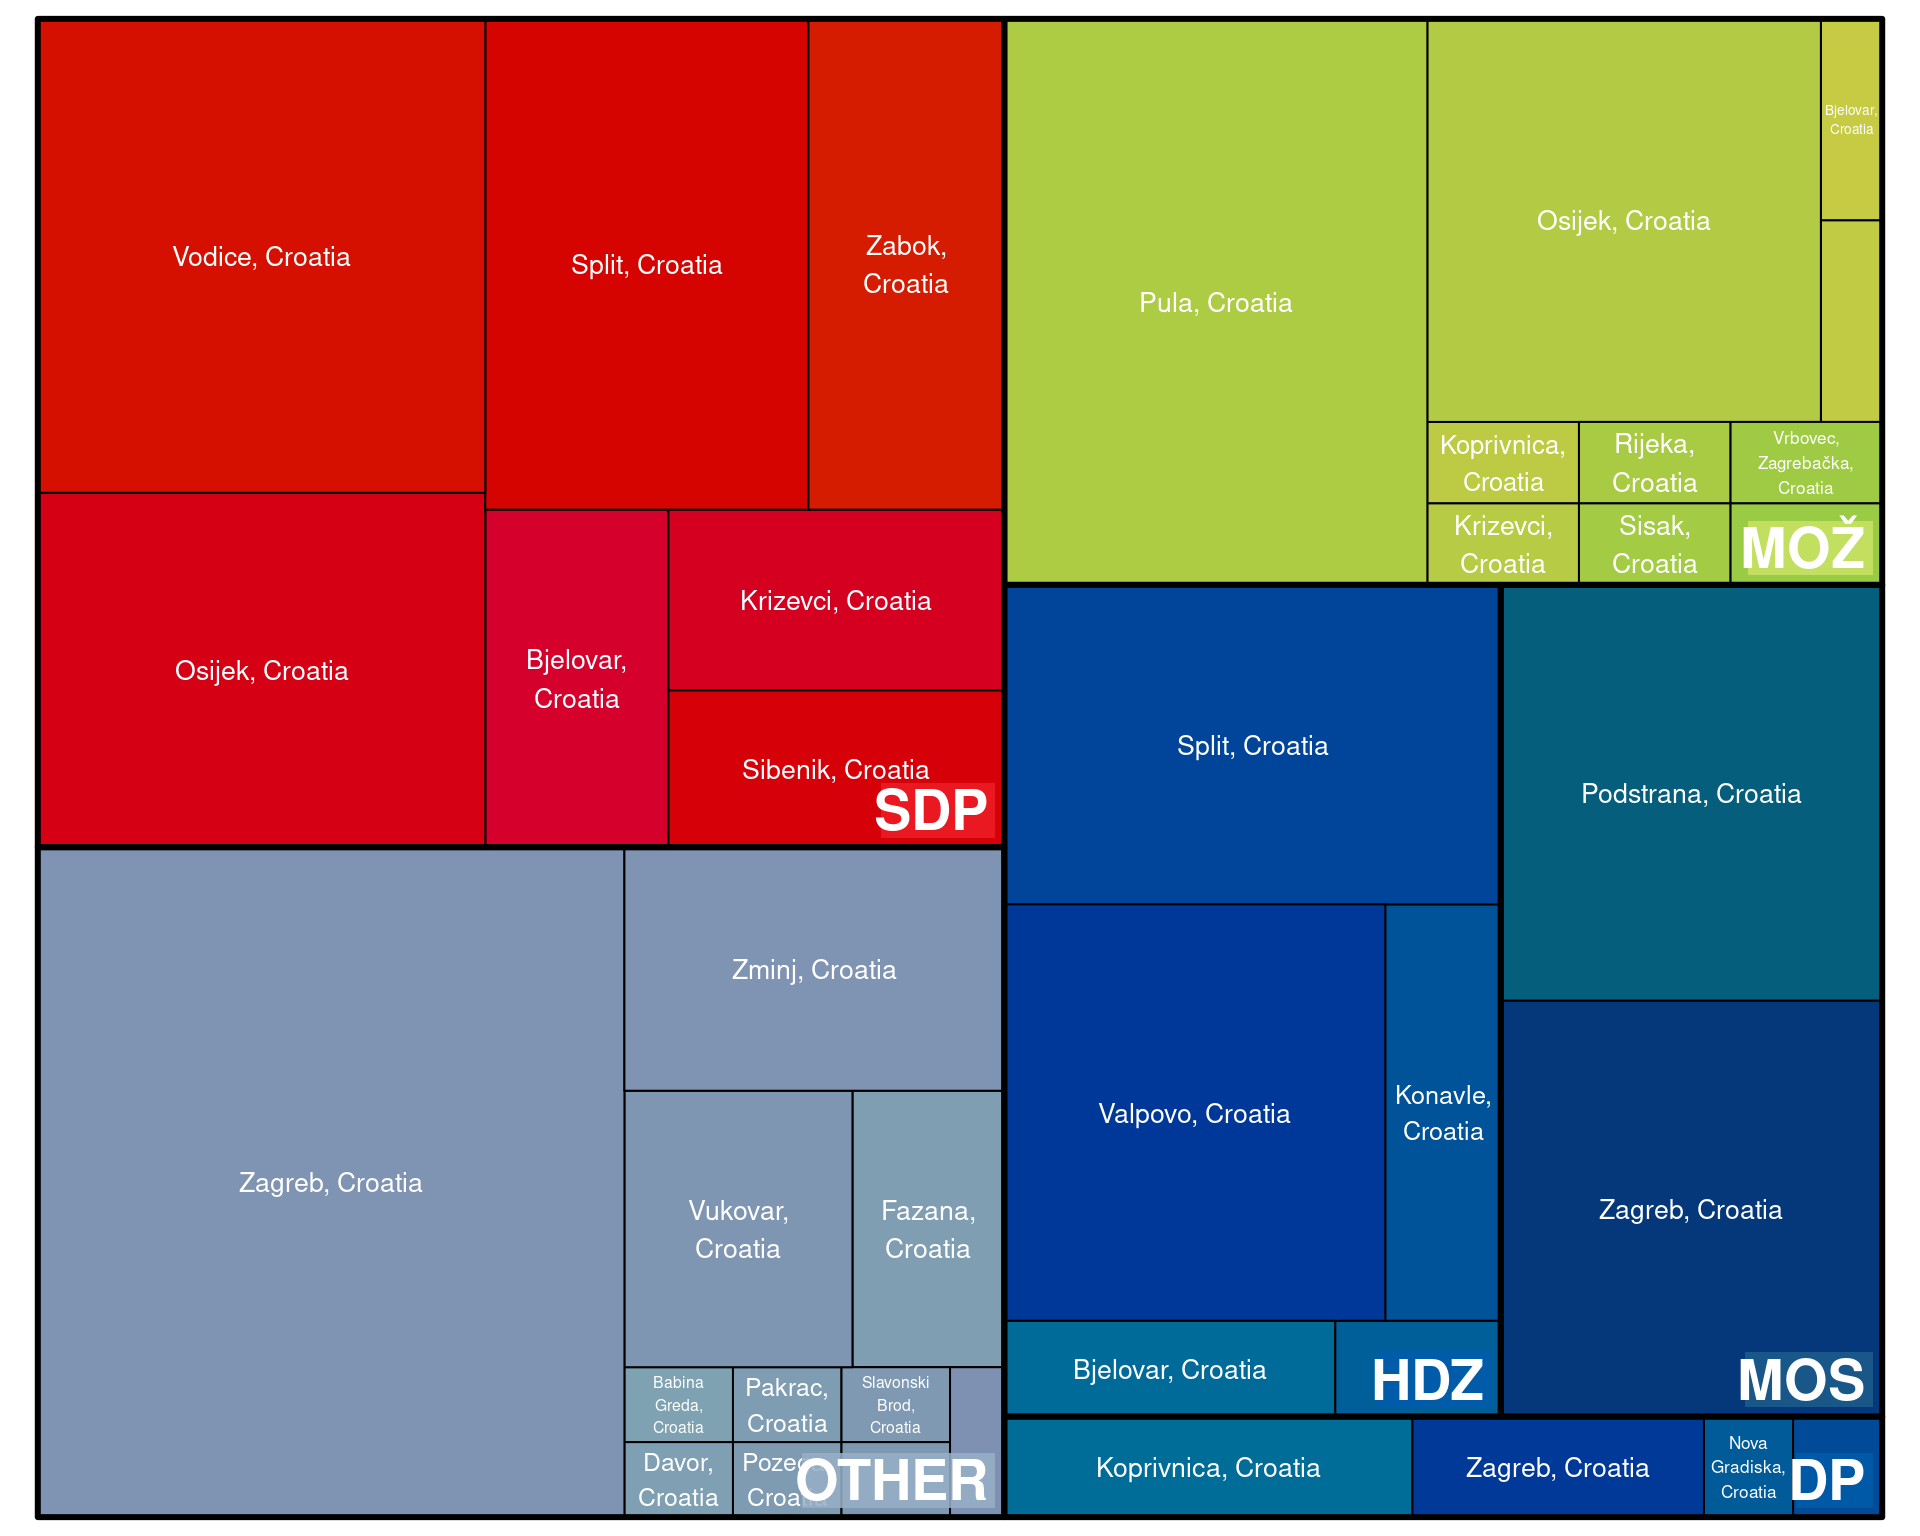 Vodice, Croatia
Split, Croatia
Zabok,
Croatia
Osijek, Croatia
Bjelovar,
Croatia
Krizevci, Croatia
Sibenik, Croatia
SDP
Pula, Croatia
Osijek, Croatia
Bjelovar,
Croatia
Koprivnica,
Croatia
Rijeka,
Croatia
Vrbovec,
Zagrebačka,
Croatia
Krizevci,
Croatia
Sisak,
Croatia
MOŽ
Zagreb, Croatia
Zminj, Croatia
Vukovar,
Croatia
Fazana,
Croatia
Babina
Greda,
Croatia
Pakrac,
Croatia
Slavonski
Brod,
Croatia
Davor,
Croatia
OTHER
Split, Croatia
Valpovo, Croatia
Konavle,
Croatia
Bjelovar, Croatia
HDZ
Podstrana, Croatia
Zagreb, Croatia
MOS
Koprivnica, Croatia
Zagreb, Croatia
Nova
Gradiska,
Croatia
DP